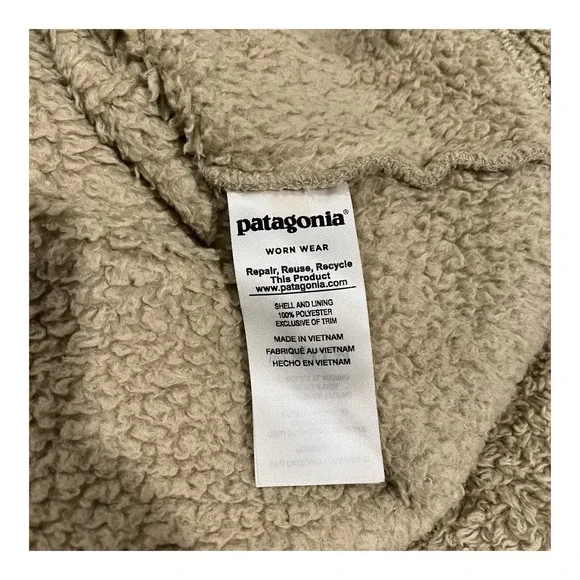 patagonia®
WORN WEAR
Repair, Reuse, Recycle
This Product
www.patagonia.com
SHELL AND LINING
100% POLYESTER
EXCLUSIVE OF TRIM
MADE IN VIETNAM
FABRIQUÉ AU VIETNAM
HECHO EN VIETNAM